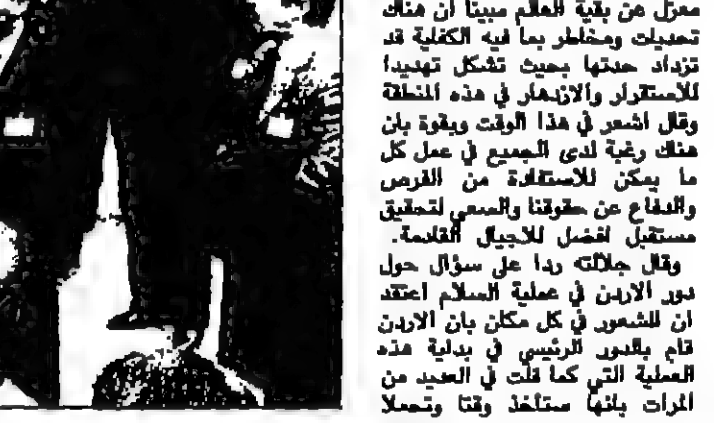 معزل عن بقية العالم مبينا ان هناك
تحديات ومخاطر بما فيه الكفاية قد
تزداد حدتها بحيث تشكل تهديدا
للاستقرار والازدهار في هذه المنطقة
وقال اشعر في هذا الوقت وبقوة بان
هناك رغبة لدى الجميع في عمل كل
ما يمكن للاستفادة من الفرص
والدفاع عن حقوقنا والسعي لتحقيق
مستقبل افضل للاجيال القادمة.
وقال جلالته ردا على سؤال حول
دور الاردن في عملية السلام اعتقد
ان الشعور في كل مكان بان الاردن
قام بالدور الرئيسي في بداية هذه
العملية التي كما قلت في العديد من
المرات بانها ستاخذ وقتا وتحملا